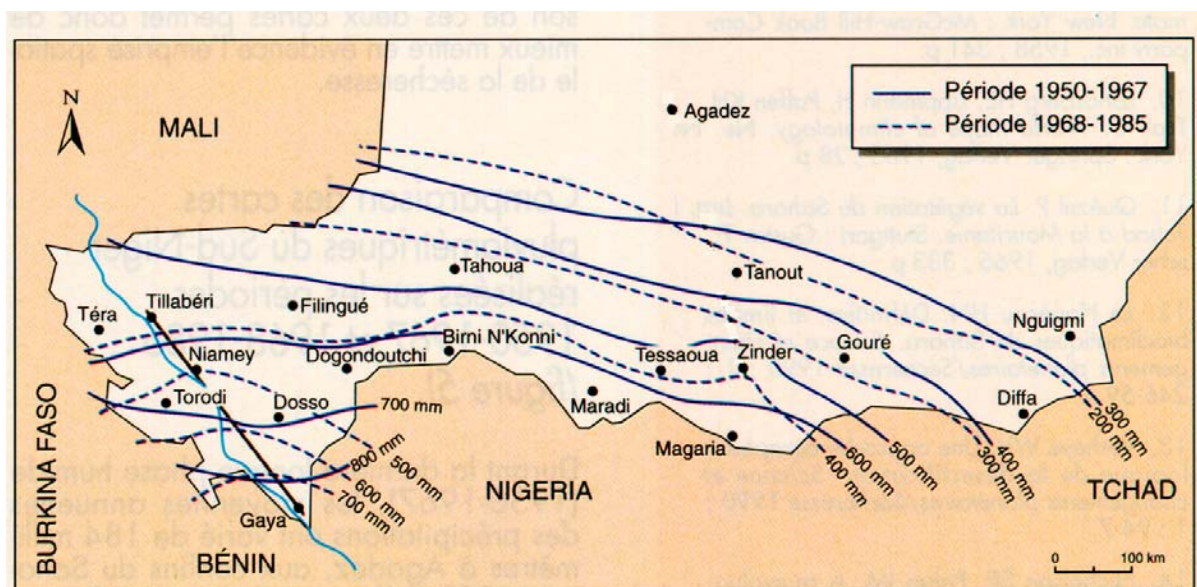 Période 1950-1967
Période 1968-1985
N
MALI
Agadez
Tahoua
Tanout
Téra
Tillabéri
Filingue
Nguigmi
Niamey
Dogondoutchi
Birni N'Konni
Tessaoua
Zinder
Gouré
Torodi
Dosso
700 mm
Maradi
Diffa
Magaria
300 mm
200 mm
400 mm
300 mm
500 mm
600 mm
500 mm
400 mm
800 mm
500 mm
600 mm
700 mm
Gaya
BURKINA FASO
BÉNIN
NIGERIA
TCHAD
0 100 km